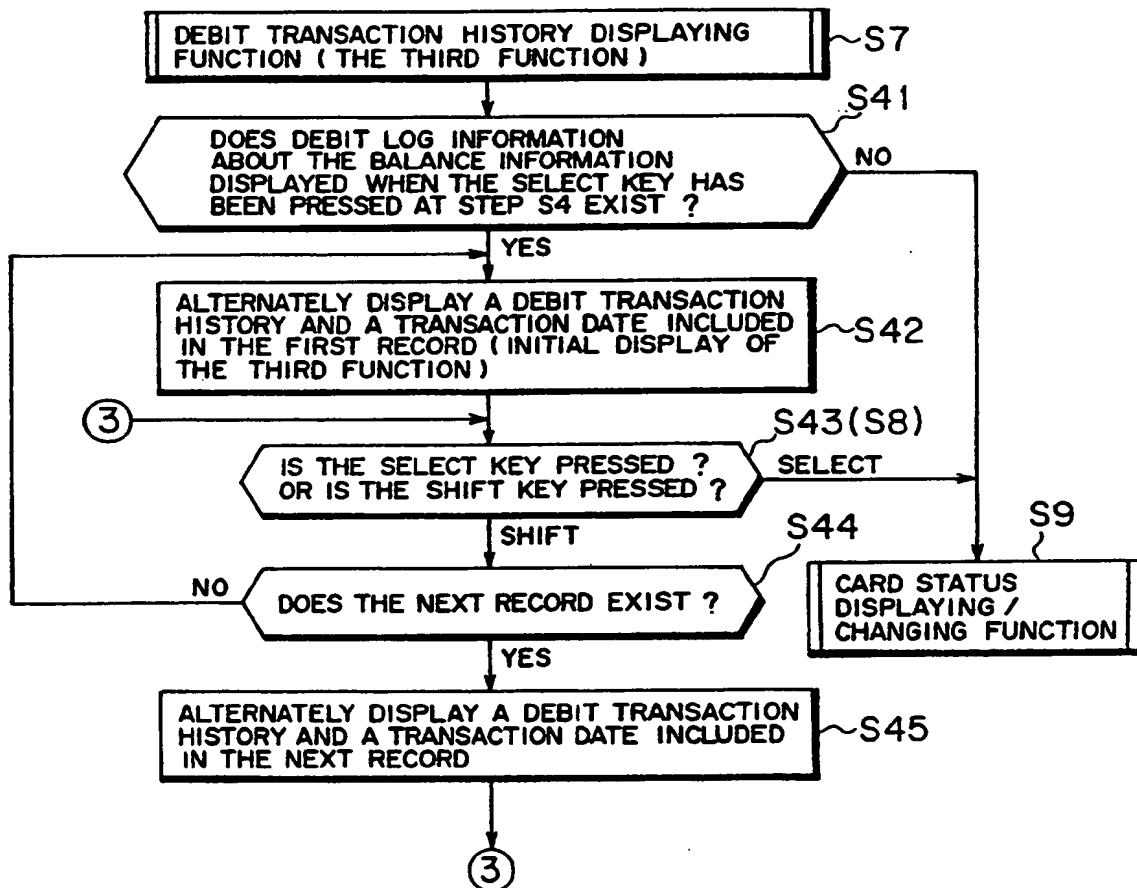 DEBIT TRANSACTION HISTORY DISPLAYING
FUNCTION ( THE THIRD FUNCTION )
S7
S41
DOES DEBIT LOG INFORMATION
ABOUT THE BALANCE INFORMATION
DISPLAYED WHEN THE SELECT KEY HAS
BEEN PRESSED AT STEP S4 EXIST ?
NO
YES
ALTERNATELY DISPLAY A DEBIT TRANSACTION
HISTORY AND A TRANSACTION DATE INCLUDED
IN THE FIRST RECORD ( INITIAL DISPLAY OF
THE THIRD FUNCTION )
S42
3
S43(S8)
IS THE SELECT KEY PRESSED ?
OR IS THE SHIFT KEY PRESSED ?
SELECT
SHIFT
S44
S9
NO
DOES THE NEXT RECORD EXIST ?
CARD STATUS
DISPLAYING /
CHANGING FUNCTION
YES
ALTERNATELY DISPLAY A DEBIT TRANSACTION
HISTORY AND A TRANSACTION DATE INCLUDED
IN THE NEXT RECORD
S45
3